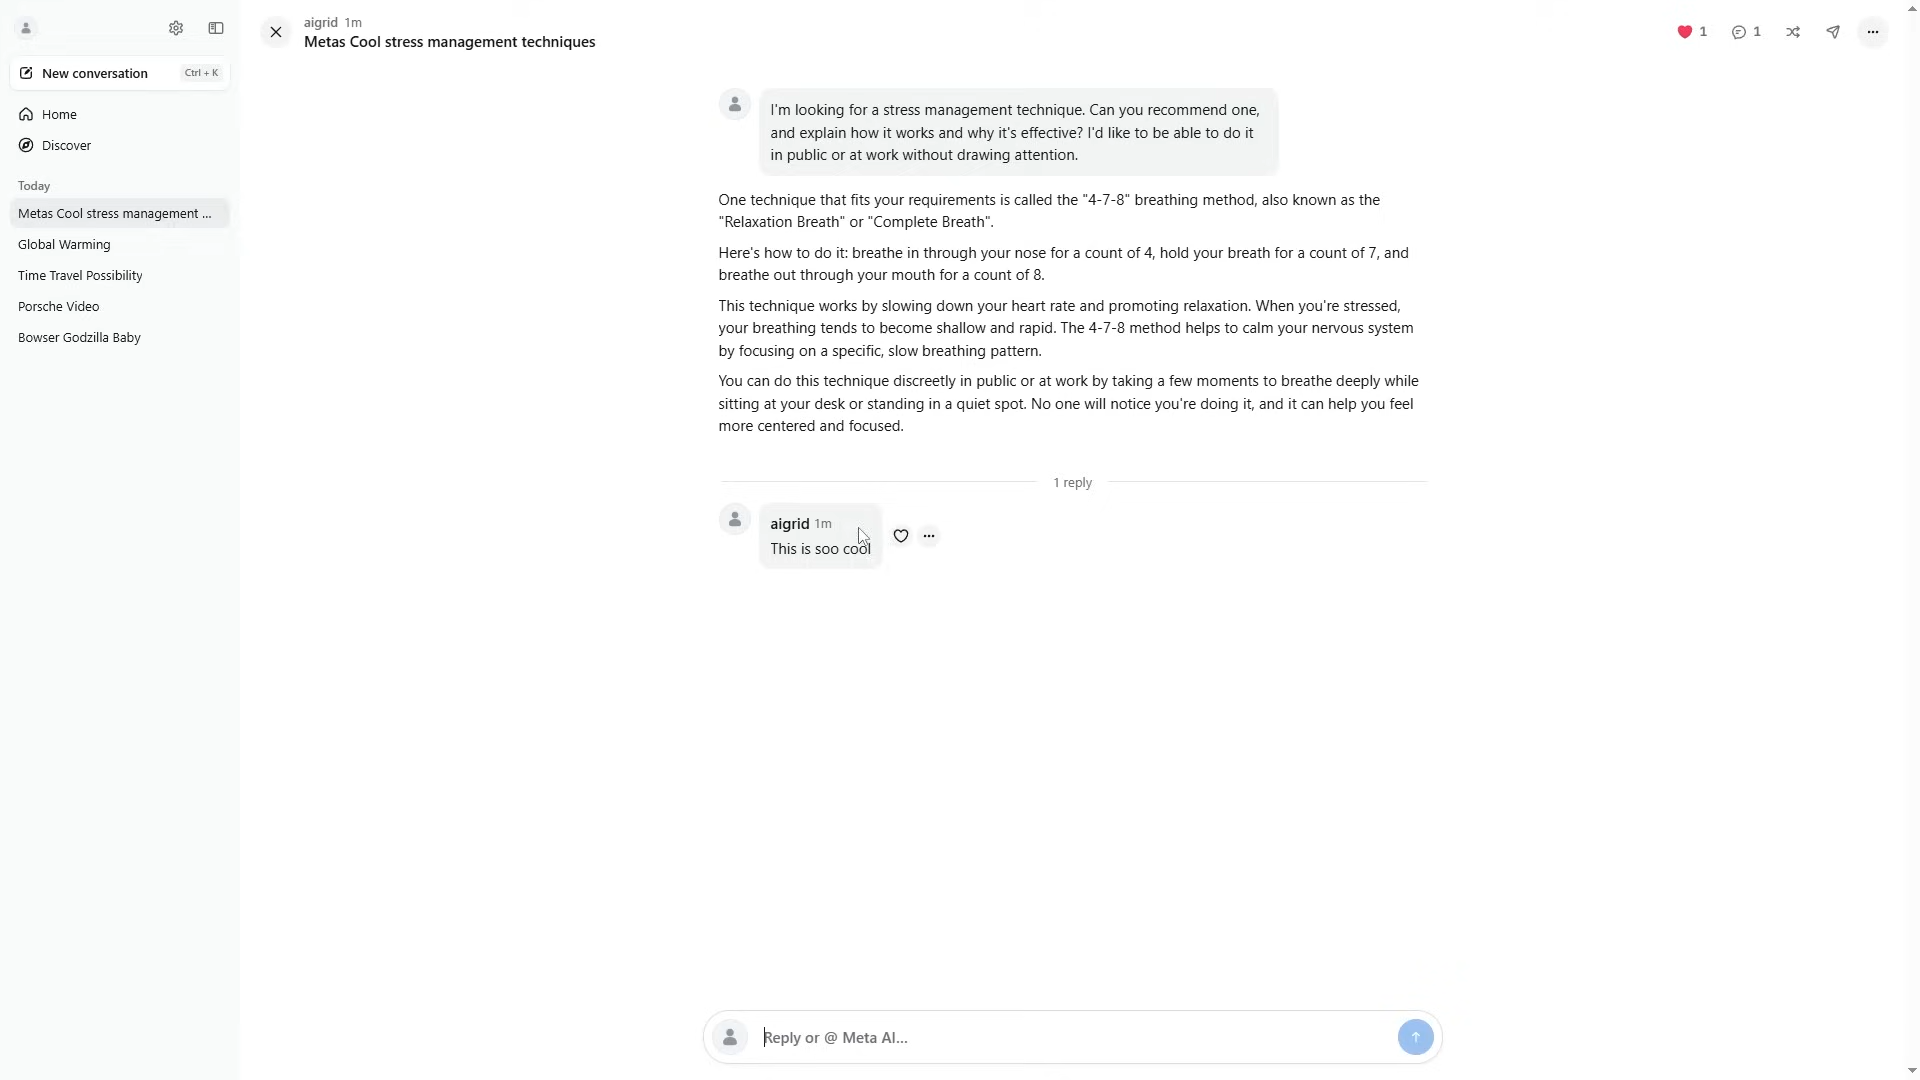 New conversation
Ctrl + K
Home
Discover
Today
Metas Cool stress management ...
Global Warming
Time Travel Possibility
Porsche Video
Bowser Godzilla Baby
aigrid 1m
Metas Cool stress management techniques
1
1
I'm looking for a stress management technique. Can you recommend one,
and explain how it works and why it's effective? I'd like to be able to do it
in public or at work without drawing attention.
One technique that fits your requirements is called the "4-7-8" breathing method, also known as the
"Relaxation Breath" or "Complete Breath".
Here's how to do it: breathe in through your nose for a count of 4, hold your breath for a count of 7, and
breathe out through your mouth for a count of 8.
This technique works by slowing down your heart rate and promoting relaxation. When you're stressed,
your breathing tends to become shallow and rapid. The 4-7-8 method helps to calm your nervous system
by focusing on a specific, slow breathing pattern.
You can do this technique discreetly in public or at work by taking a few moments to breathe deeply while
sitting at your desk or standing in a quiet spot. No one will notice you're doing it, and it can help you feel
more centered and focused.
1 reply
aigrid 1m
This is soo cool
Reply or @ Meta AI...